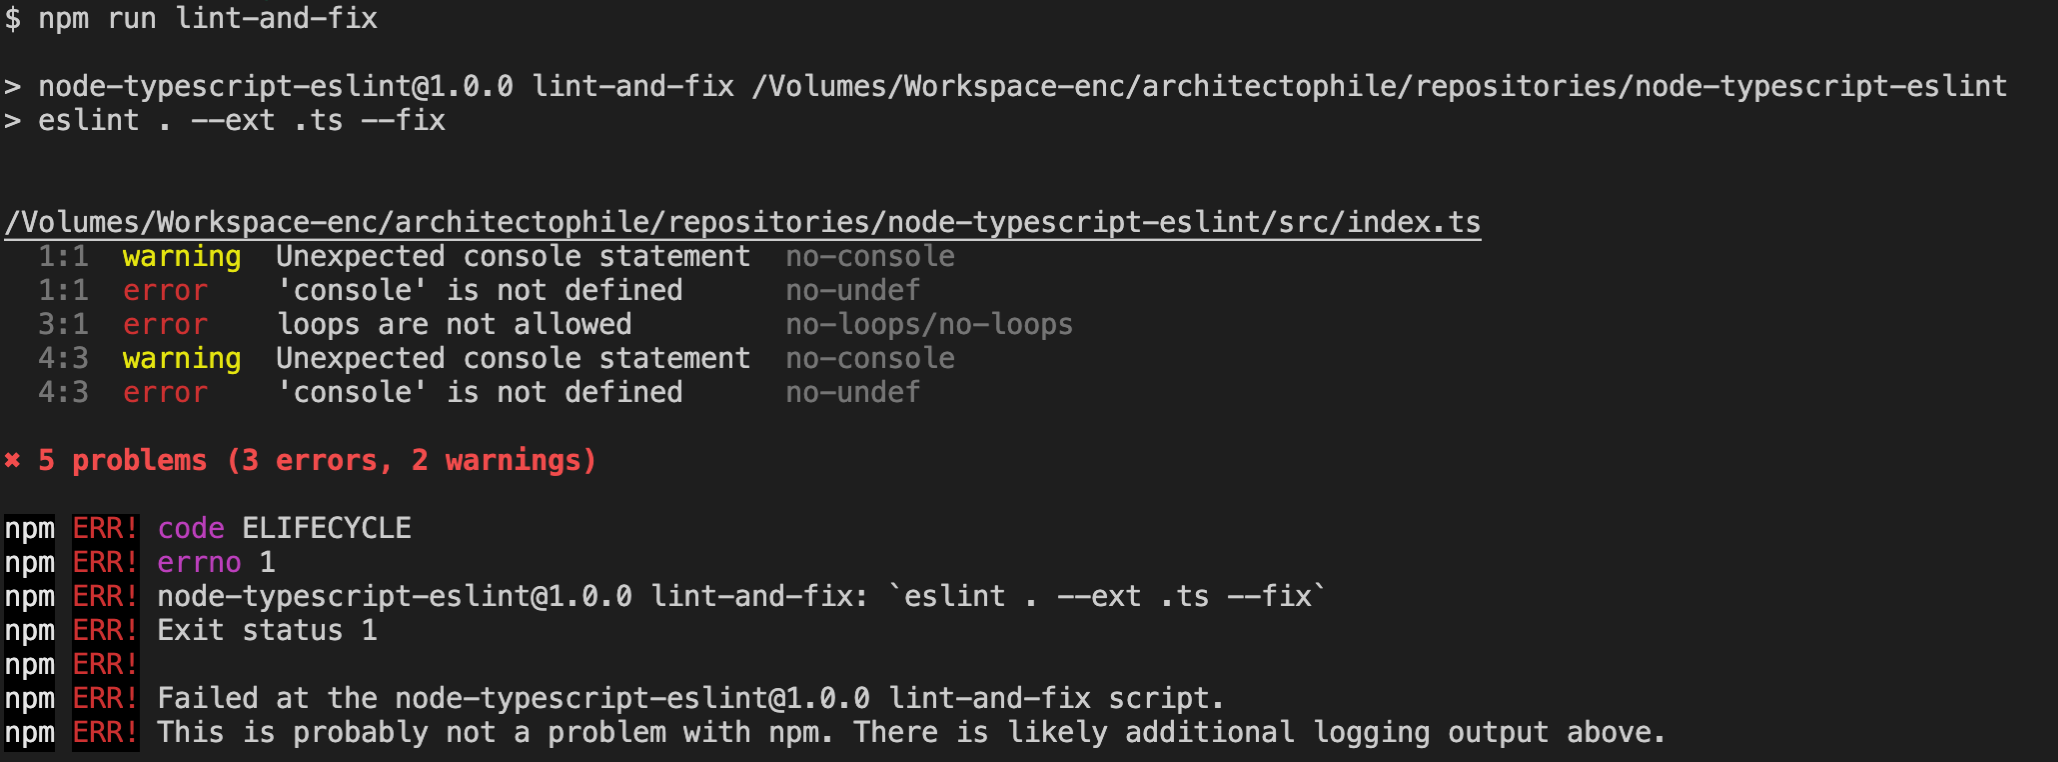 $ npm run lint-and-fix
> node-typescript-eslint@1.0.0 lint-and-fix /Volumes/Workspace-enc/architectophile/repositories/node-typescript-eslint
> eslint . --ext .ts --fix
/Volumes/Workspace-enc/architectophile/repositories/node-typescript-eslint/src/index.ts
1:1 warning Unexpected console statement no-console
1:1 error 'console' is not defined no-undef
3:1 error loops are not allowed no-loops/no-loops
4:3 warning Unexpected console statement no-console
4:3 error 'console' is not defined no-undef
✖ 5 problems (3 errors, 2 warnings)
npm ERR! code ELIFECYCLE
npm ERR! errno 1
npm ERR! node-typescript-eslint@1.0.0 lint-and-fix: `eslint . --ext .ts --fix`
npm ERR! Exit status 1
npm ERR!
npm ERR! Failed at the node-typescript-eslint@1.0.0 lint-and-fix script.
npm ERR! This is probably not a problem with npm. There is likely additional logging output above.